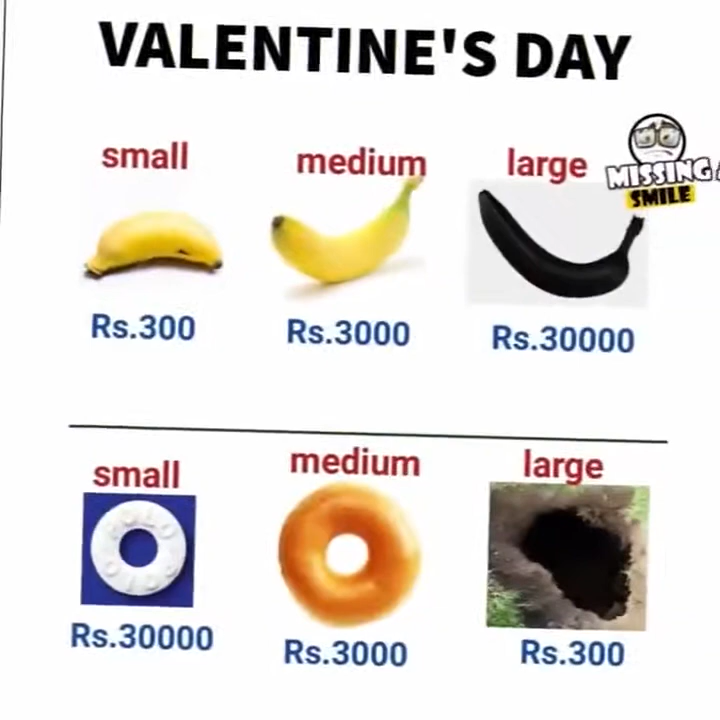 VALENTINE'S DAY
small medium large
MISSING
SMILE
Rs.300 Rs.3000 Rs.30000
small medium large
POLO
Rs.30000 Rs.3000 Rs.300